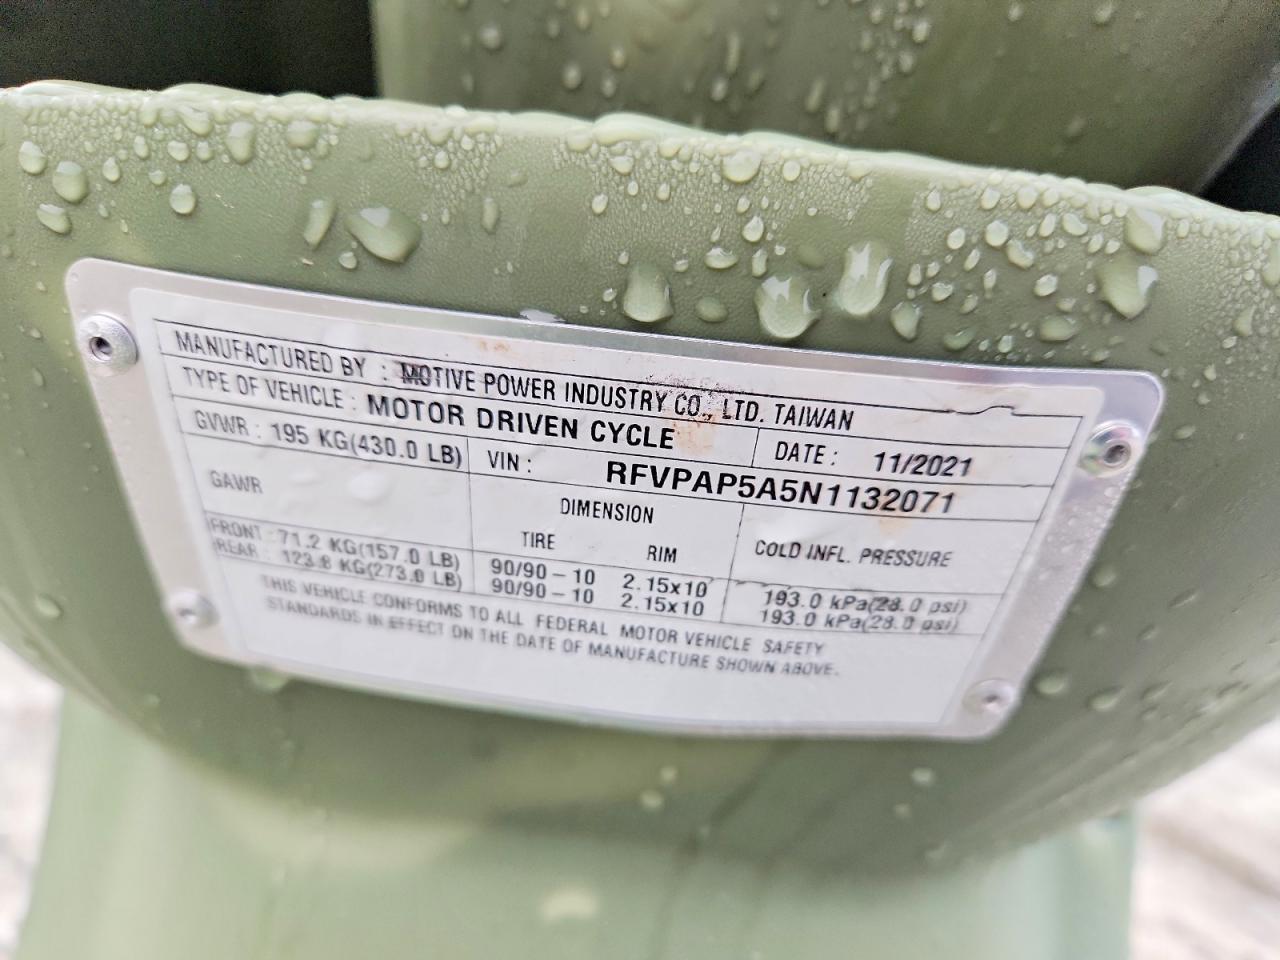 MANUFACTURED BY : MOTIVE POWER INDUSTRY CO., LTD. TAIWAN
TYPE OF VEHICLE : MOTOR DRIVEN CYCLE DATE : 11/2021
GVWR : 195 KG(430.0 LB) VIN : RFVPAP5A5N1132071
GAWR DIMENSION
TIRE RIM COLD INFL. PRESSURE
FRONT : 71.2 KG(157.0 LB) 90/90 – 10 2.15x10 193.0 kPa(28.0 psi)
REAR : 123.8 KG(273.0 LB) 90/90 – 10 2.15x10 193.0 kPa(28.0 psi)
THIS VEHICLE CONFORMS TO ALL FEDERAL MOTOR VEHICLE SAFETY
STANDARDS IN EFFECT ON THE DATE OF MANUFACTURE SHOWN ABOVE.